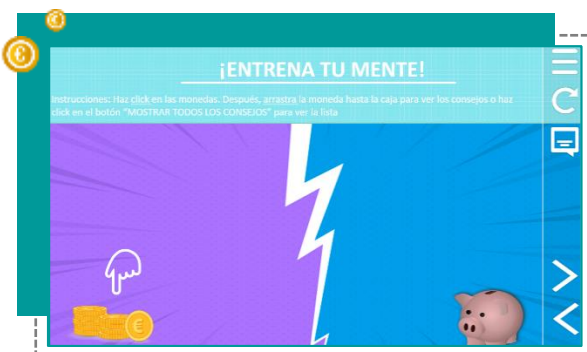 ¡ENTRENA TU MENTE!
Instrucciones: Haz click en las monedas. Después, arrastra la moneda hasta la caja para ver los consejos o haz
click en el botón “MOSTRAR TODOS LOS CONSEJOS” para ver la lista